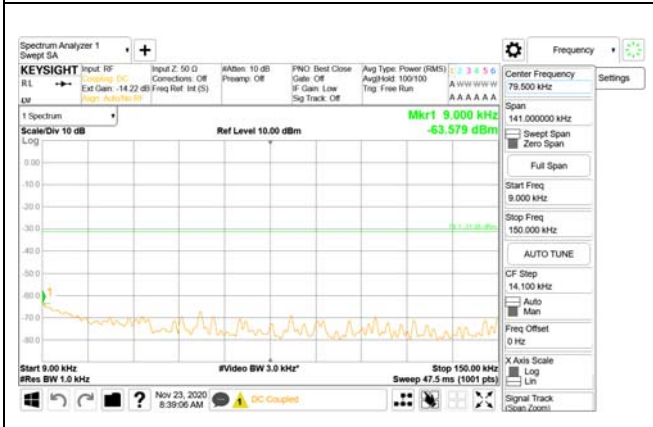 Spectrum Analyzer 1
Swept SA
+
Frequency
KEYSIGHT
Input: RF
Coupling: DC
Ext Gain: -14.22 dB
Align: Auto/No RF
Input Z: 50 Ω
Corrections: Off
Freq Ref: Int (S)
#Atten: 10 dB
Preamp: Off
PNO: Best Close
Gate: Off
IF Gain: Low
Sig Track: Off
Avg Type: Power (RMS)
Avg|Hold: 100/100
Trig: Free Run
1 2 3 4 5 6
A W W W W W
A A A A A A
RL
1 Spectrum
Scale/Div 10 dB
Log
Ref Level 10.00 dBm
Mkr1 9.000 kHz
-63.579 dBm
0.00
-10.0
-20.0
-30.0
-40.0
-50.0
-60.0
-70.0
-80.0
1
Start 9.00 kHz
#Res BW 1.0 kHz
#Video BW 3.0 kHz*
Stop 150.00 kHz
Sweep 47.5 ms (1001 pts)
?
Nov 23, 2020
8:39:06 AM
DC Coupled
Center Frequency
79.500 kHz
Settings
Span
141.000000 kHz
Swept Span
Zero Span
Full Span
Start Freq
9.000 kHz
Stop Freq
150.000 kHz
AUTO TUNE
CF Step
14.100 kHz
Auto
Man
Freq Offset
0 Hz
X Axis Scale
Log
Lin
Signal Track
(Span Zoom)